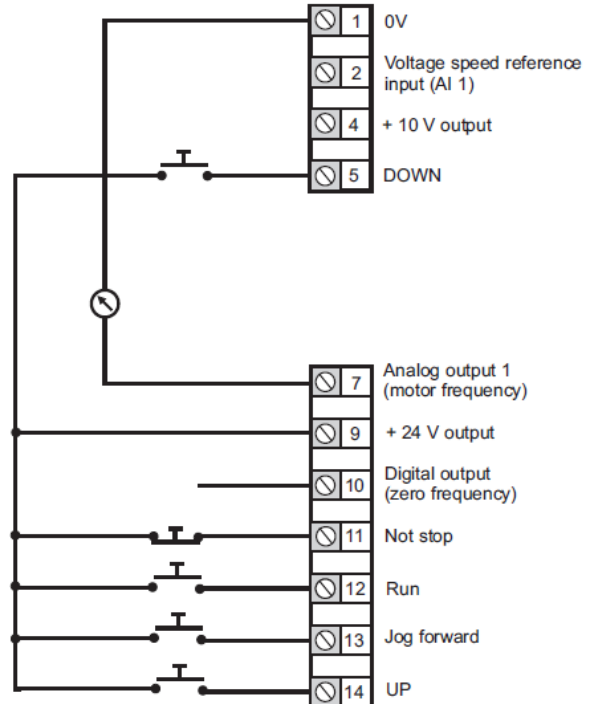 1 0V
2 Voltage speed reference
input (AI 1)
4 + 10 V output
5 DOWN
7 Analog output 1
(motor frequency)
9 + 24 V output
10 Digital output
(zero frequency)
11 Not stop
12 Run
13 Jog forward
14 UP